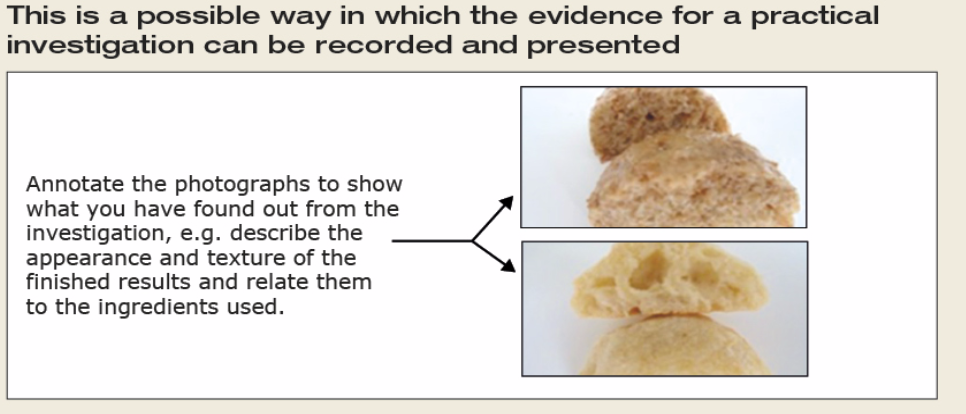 This is a possible way in which the evidence for a practical
investigation can be recorded and presented
Annotate the photographs to show
what you have found out from the
investigation, e.g. describe the
appearance and texture of the
finished results and relate them
to the ingredients used.